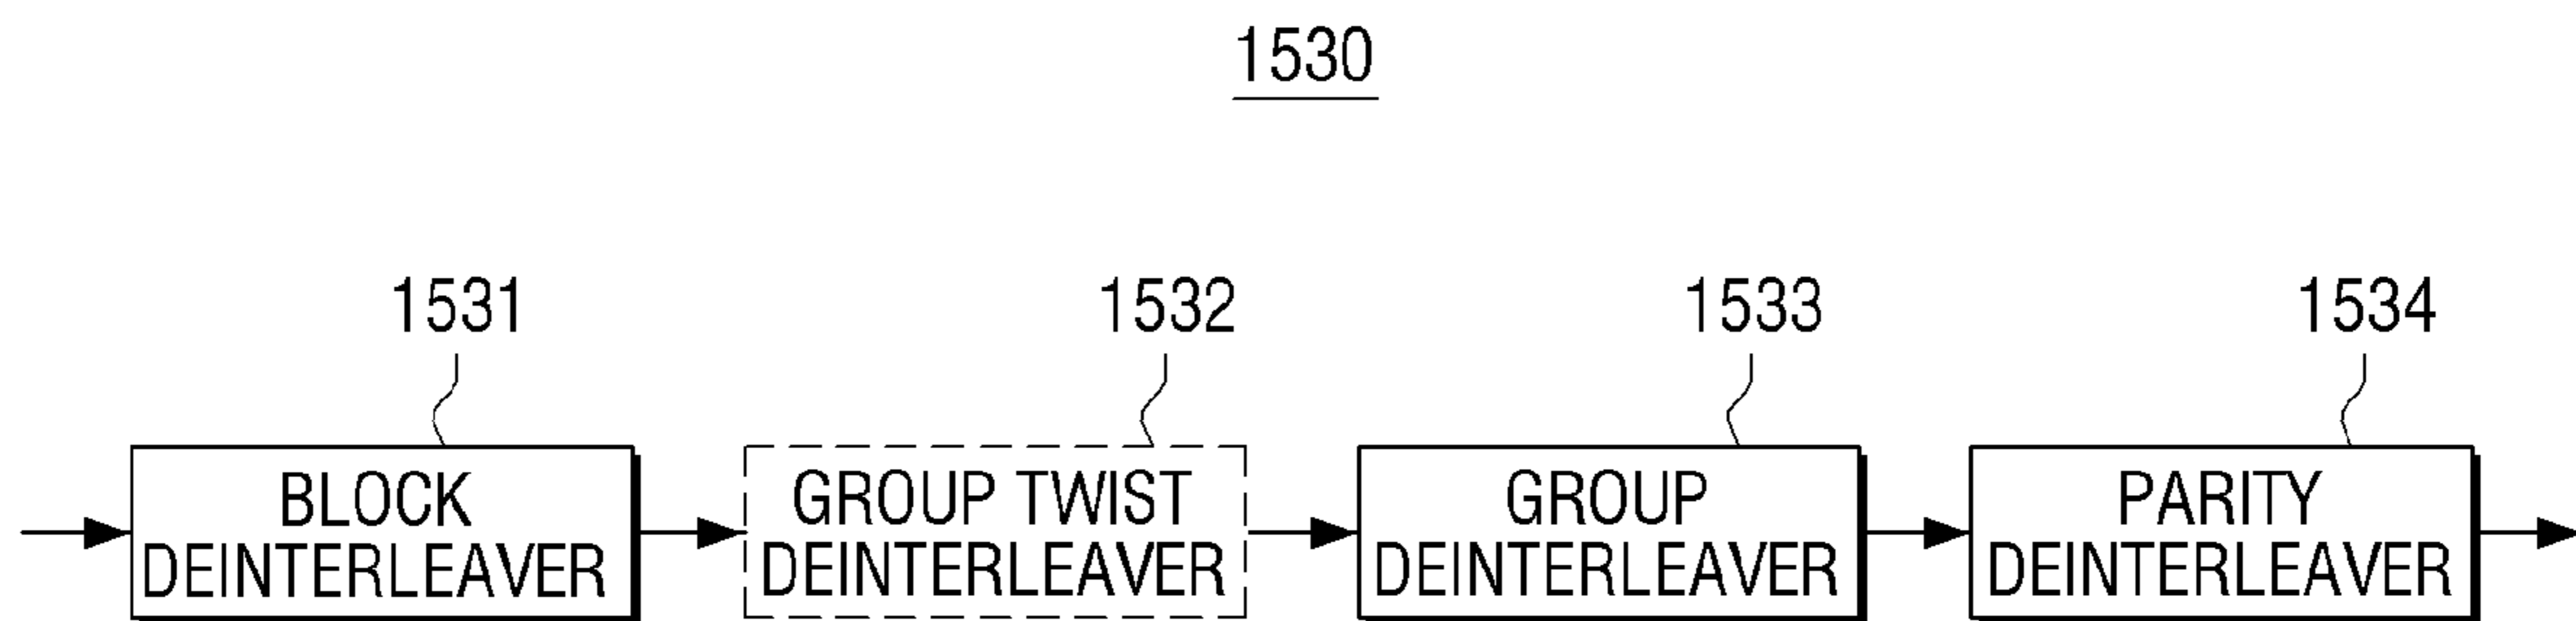 1530
1531
1532
1533
1534
BLOCK
DEINTERLEAVER
GROUP TWIST
DEINTERLEAVER
GROUP
DEINTERLEAVER
PARITY
DEINTERLEAVER